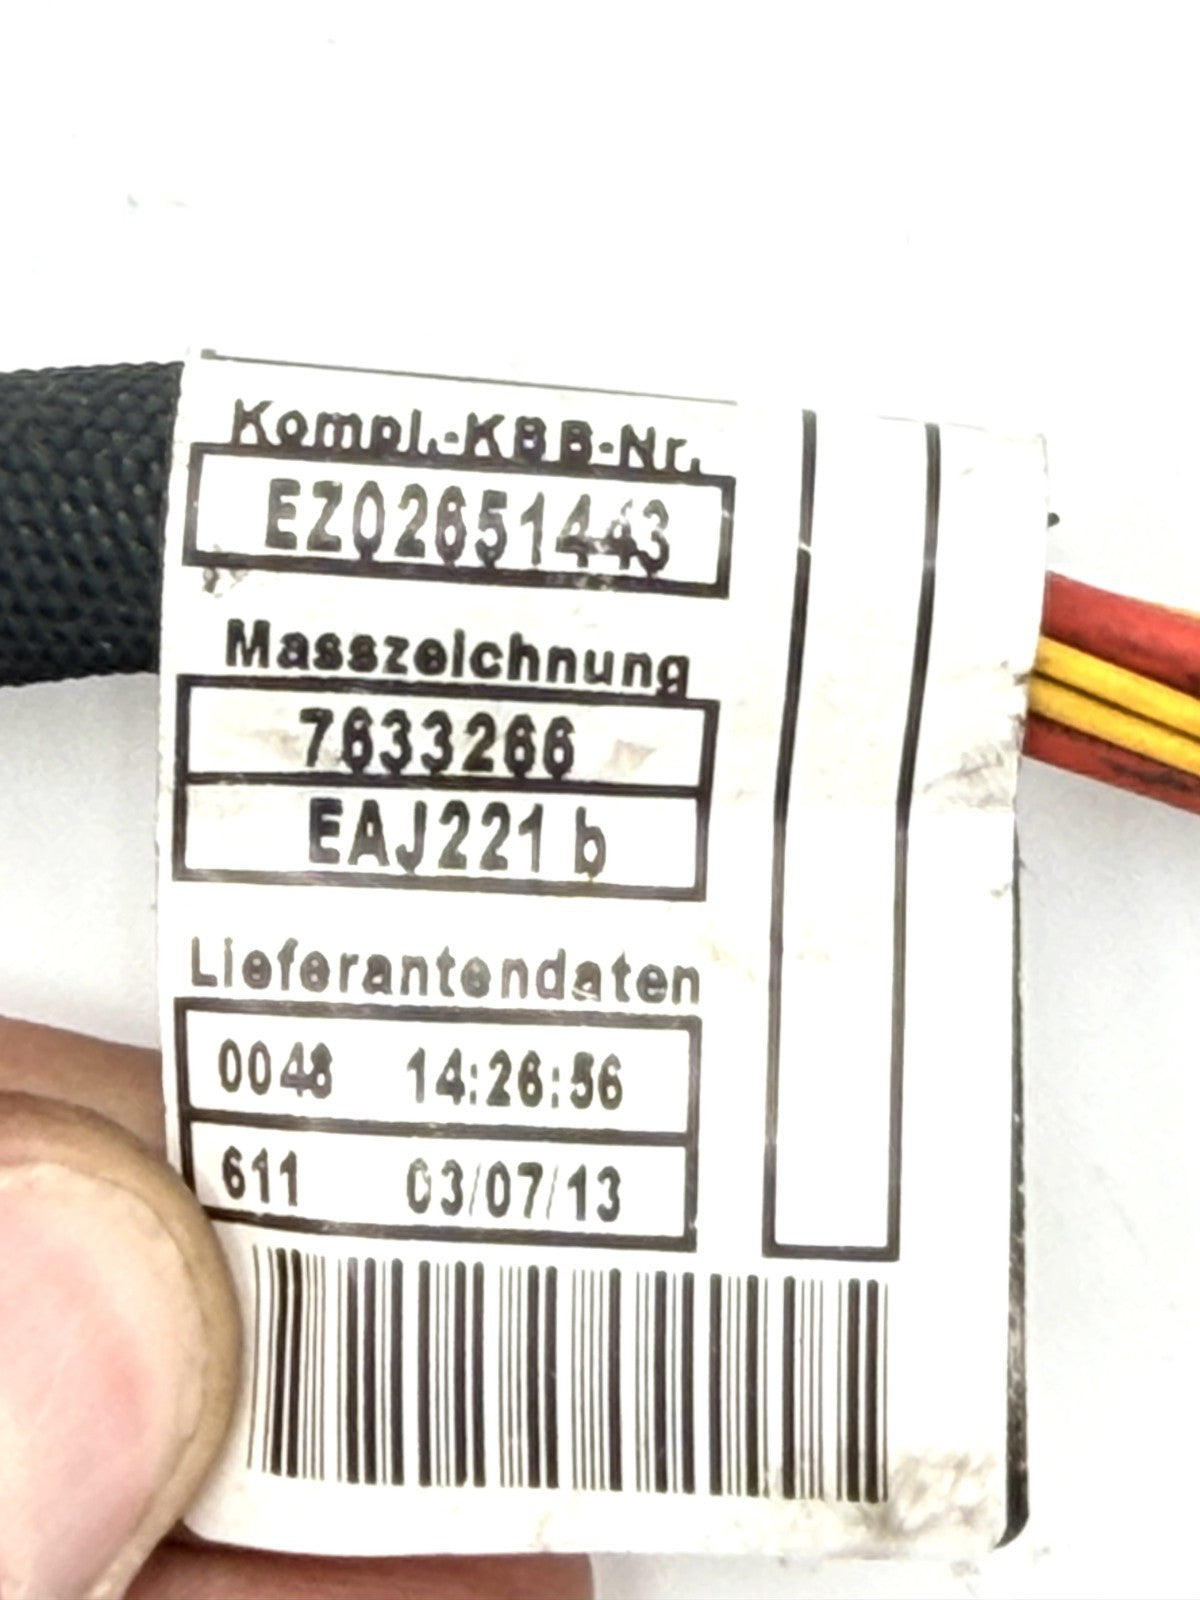 Kompl.-KBB-Nr.
EZ02651443
Masszeichnung
7633266
EAJ221 b
Lieferantendaten
0048 14:26:56
611 03/07/13